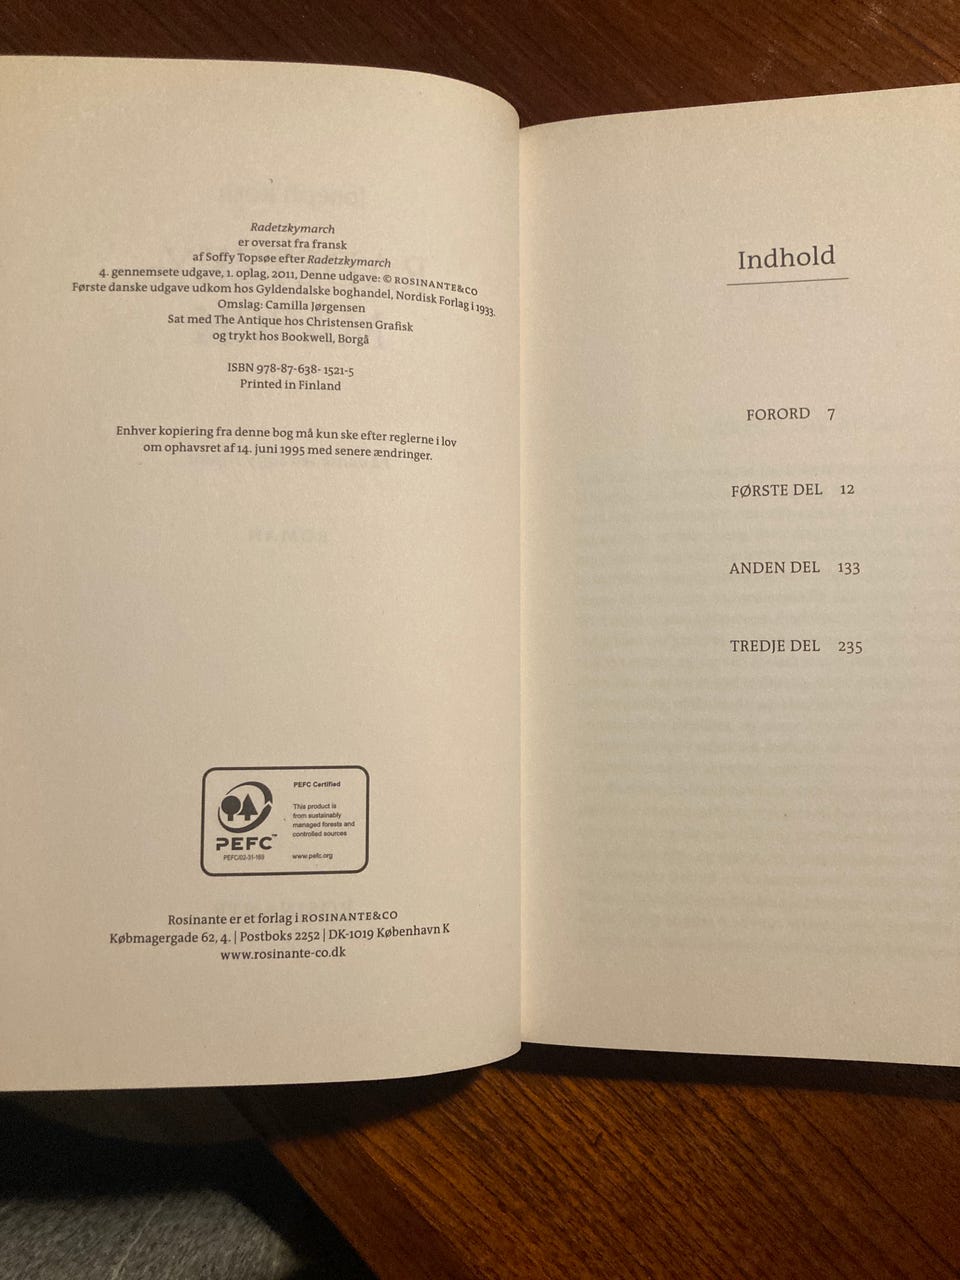 Radetzkymarch
er oversat fra fransk
af Soffy Topsøe efter Radetzkymarch
4. gennemsete udgave, 1. oplag, 2011, Denne udgave: © ROSINANTE&CO
Første danske udgave udkom hos Gyldendalske boghandel, Nordisk Forlag i 1933.
Omslag: Camilla Jørgensen
Sat med The Antique hos Christensen Grafisk
og trykt hos Bookwell, Borgå
ISBN 978-87-638-1521-5
Printed in Finland
Enhver kopiering fra denne bog må kun ske efter reglerne i lov
om ophavsret af 14. juni 1995 med senere ændringer.
PEFC Certified
This product is
from sustainably
managed forests and
controlled sources
www.pefc.org
PEFC™
PEFC/02-31-169
Rosinante er et forlag i ROSINANTE&CO
Købmagergade 62, 4. | Postboks 2252 | DK-1019 København K
www.rosinante-co.dk
Indhold
FORORD 7
FØRSTE DEL 12
ANDEN DEL 133
TREDJE DEL 235